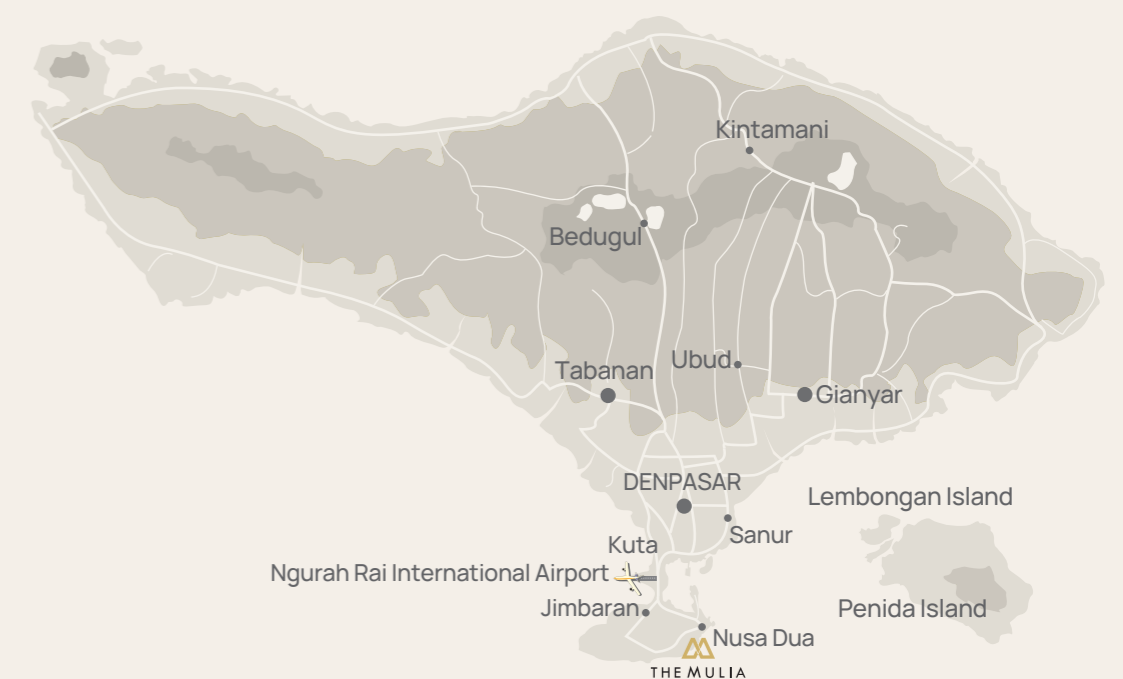 Kintamani
Bedugul
Ubud
Tabanan
Gianyar
DENPASAR
Lembongan Island
Sanur
Kuta
Ngurah Rai International Airport
Jimbaran
Penida Island
Nusa Dua
THE MULIA